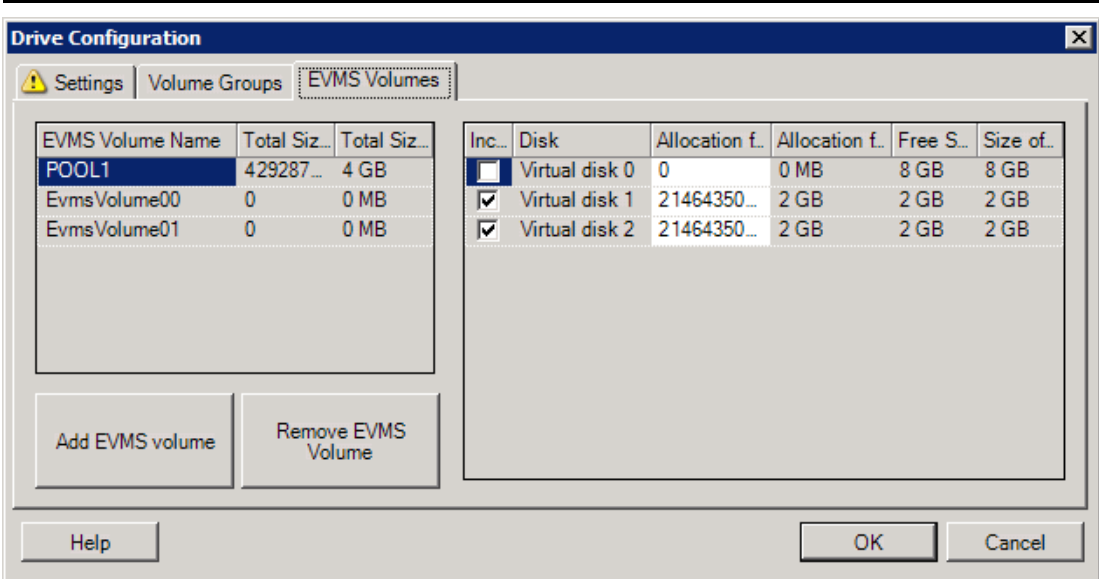 Drive Configuration
Settings Volume Groups EVMS Volumes
EVMS Volume Name Total Siz... Total Siz...
POOL1 429287... 4 GB
EvmsVolume00 0 0 MB
EvmsVolume01 0 0 MB
Inc... Disk Allocation f... Allocation f... Free S... Size of...
Virtual disk 0 0 0 MB 8 GB 8 GB
Virtual disk 1 21464350... 2 GB 2 GB 2 GB
Virtual disk 2 21464350... 2 GB 2 GB 2 GB
Add EVMS volume
Remove EVMS
Volume
Help OK Cancel